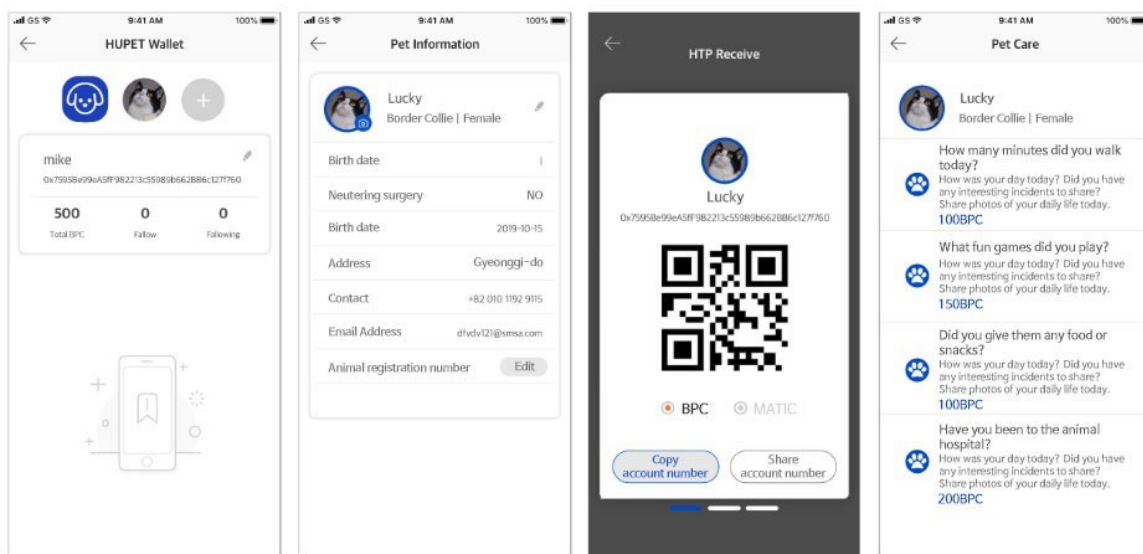 GS 9:41 AM 100%
HUPET Wallet
mike
0x7595Be99eA5fF982213c55989b662BB6c127f760
500 0 0
Total BPC Fallow Following
GS 9:41 AM 100%
Pet Information
Lucky
Border Collie | Female
Birth date I
Neutering surgery NO
Birth date 2019-10-15
Address Gyeonggi-do
Contact +82 010 1192 9115
Email Address dfvdv121@smsa.com
Animal registration number Edit
HTP Receive
Lucky
0x7595Be99eA5fF982213c55989b662BB6c127f760
BPC MATIC
Copy
account number
Share
account number
GS 9:41 AM 100%
Pet Care
Lucky
Border Collie | Female
How many minutes did you walk
today?
How was your day today? Did you have
any interesting incidents to share?
Share photos of your daily life today.
100BPC
What fun games did you play?
How was your day today? Did you have
any interesting incidents to share?
Share photos of your daily life today.
150BPC
Did you give them any food or
snacks?
How was your day today? Did you have
any interesting incidents to share?
Share photos of your daily life today.
100BPC
Have you been to the animal
hospital?
How was your day today? Did you have
any interesting incidents to share?
Share photos of your daily life today.
200BPC